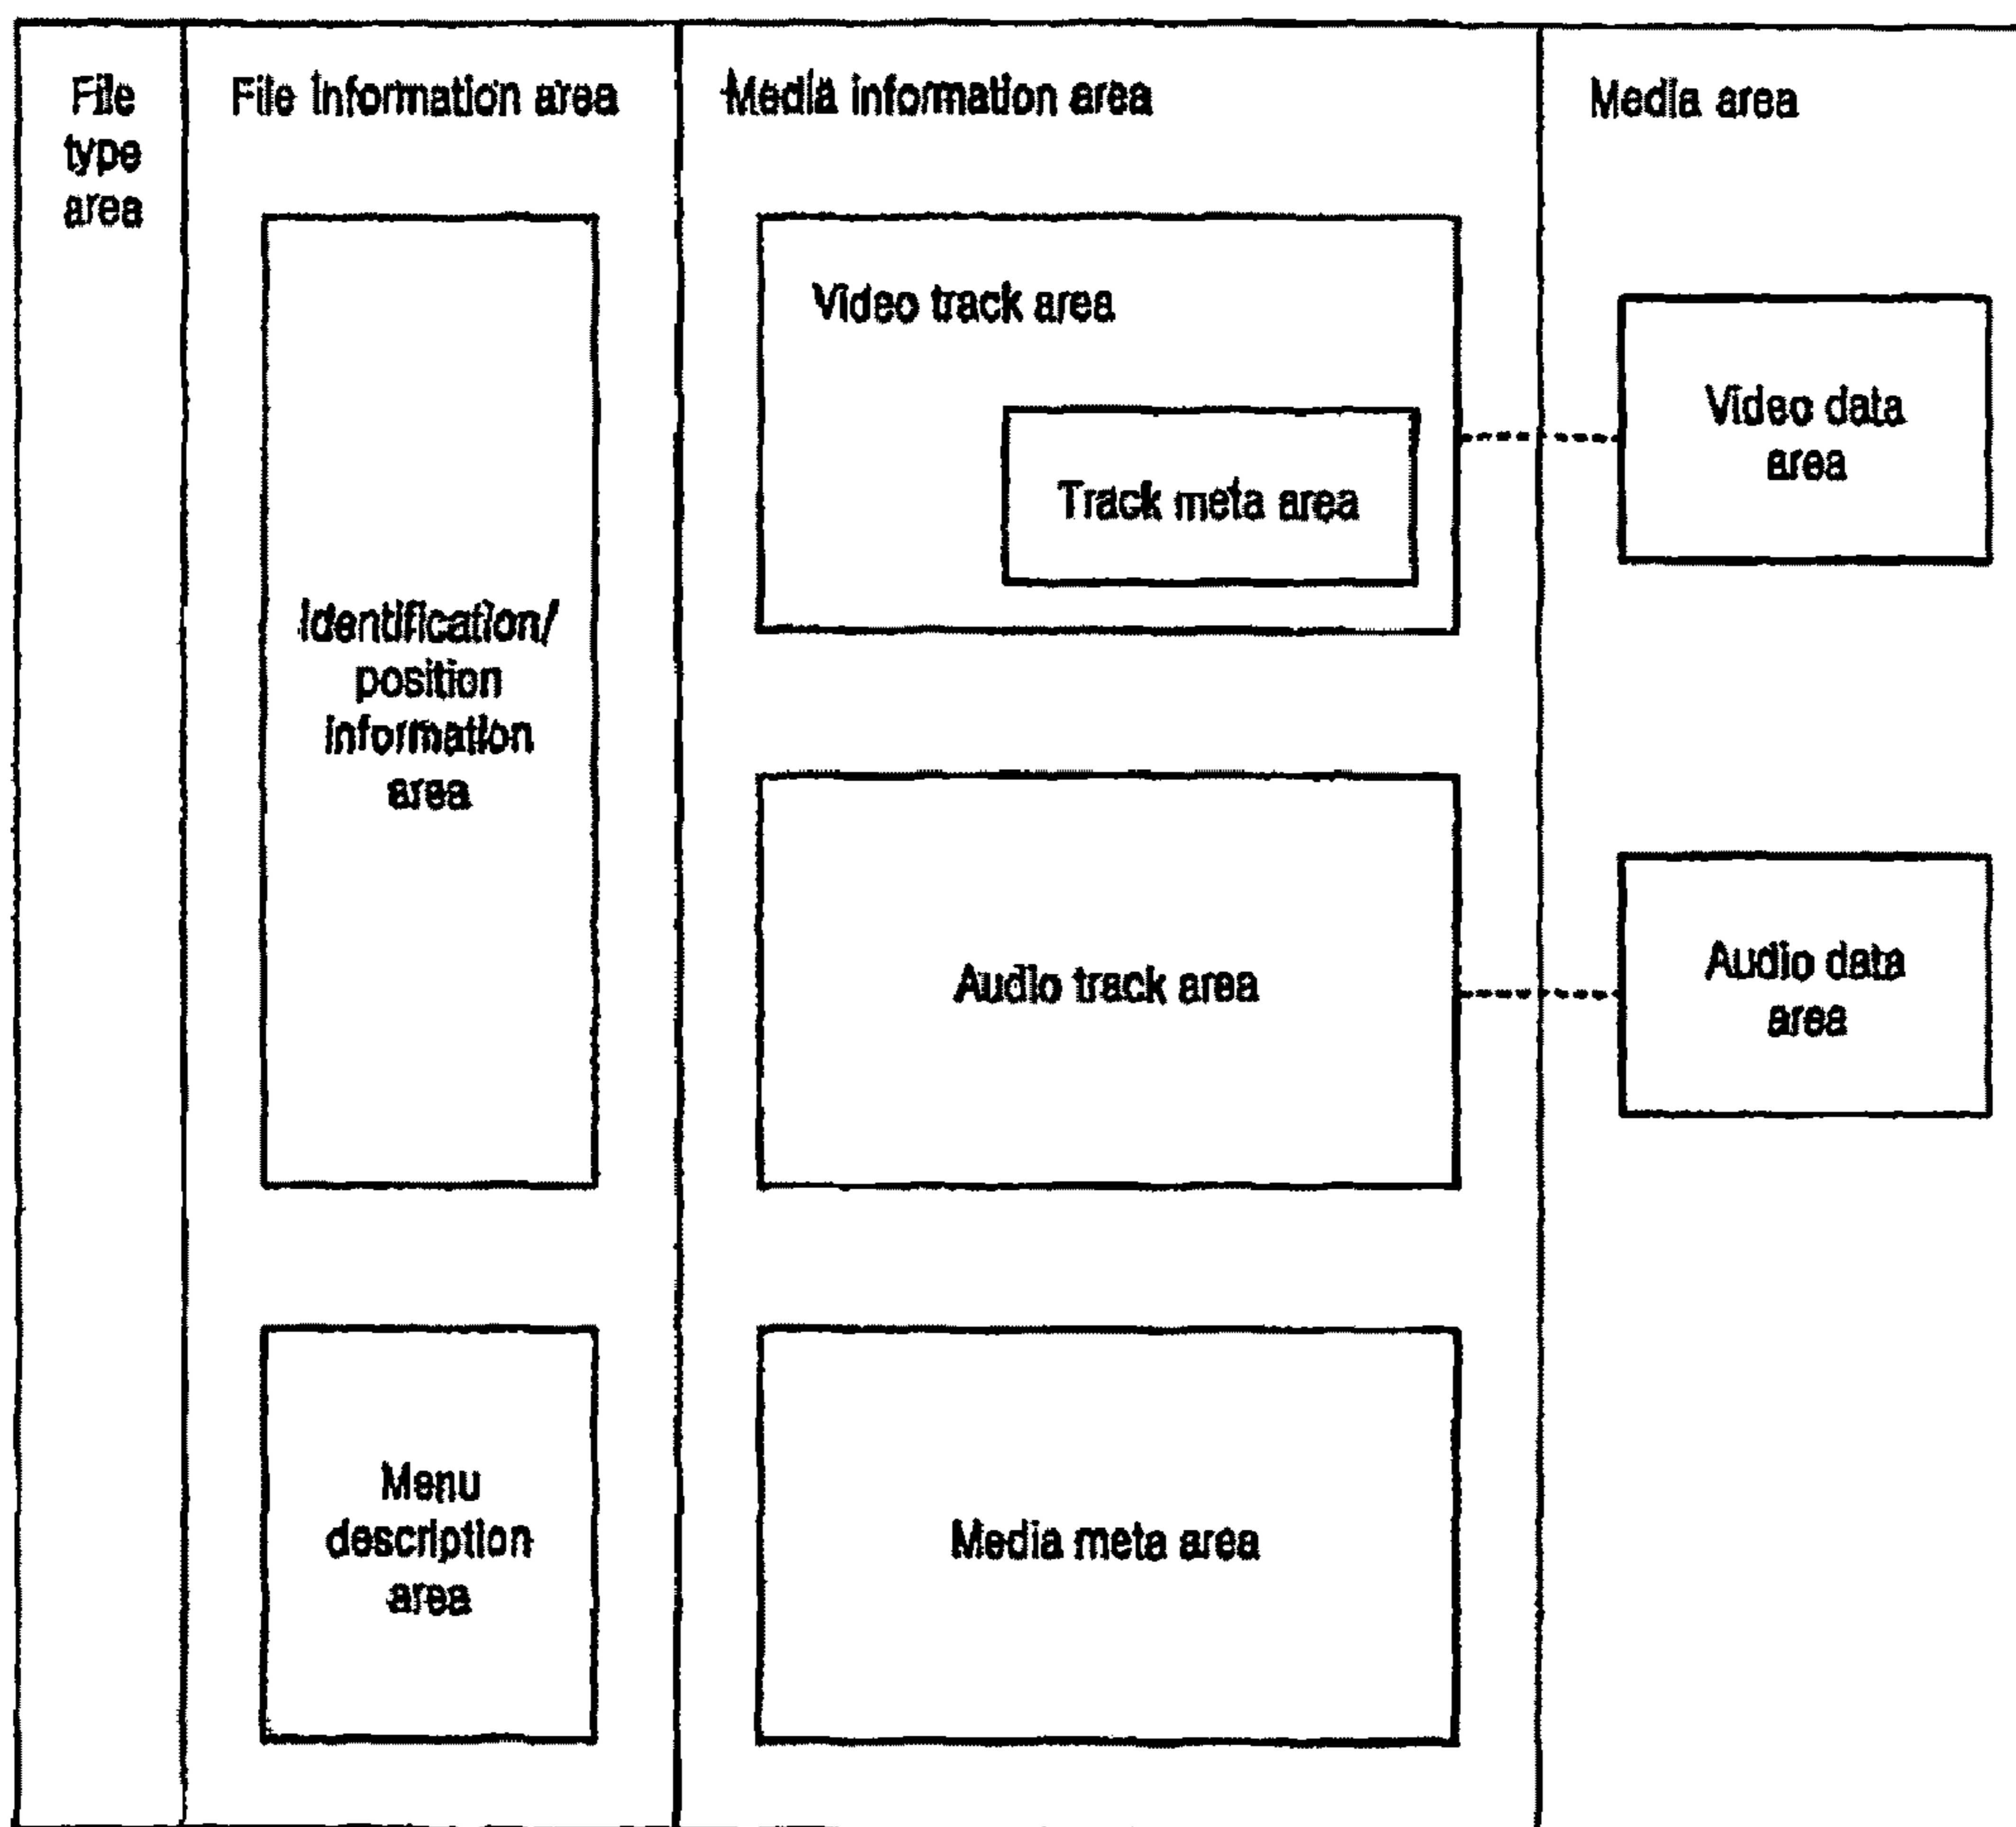 File
type
area
File Information area
Identification/
position
information
area
Menu
description
area
Media information area
Video track area
Track meta area
Audio track area
Media meta area
Media area
Video data
area
Audio data
area